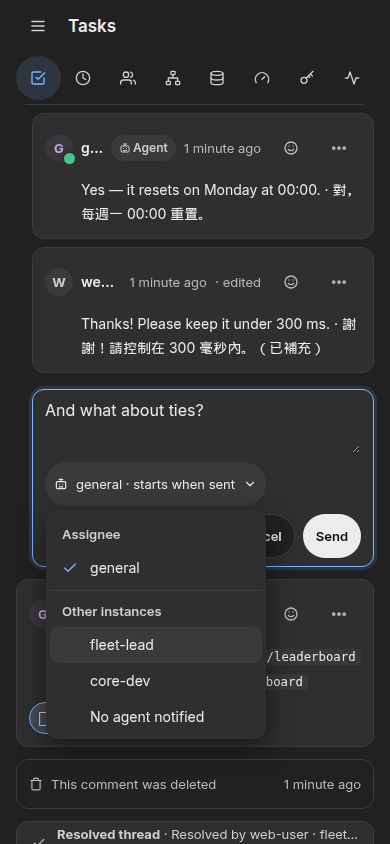 Tasks
G g... Agent 1 minute ago
Yes — it resets on Monday at 00:00. · 對，
每週一 00:00 重置。
W we... 1 minute ago · edited
Thanks! Please keep it under 300 ms. · 謝
謝！請控制在 300 毫秒內。（已補充）
And what about ties?
general · starts when sent
cel Send
Assignee
general
Other instances
G
fleet-lead
/leaderboard
core-dev
board
No agent notified
This comment was deleted 1 minute ago
Resolved thread · Resolved by web-user · fleet...